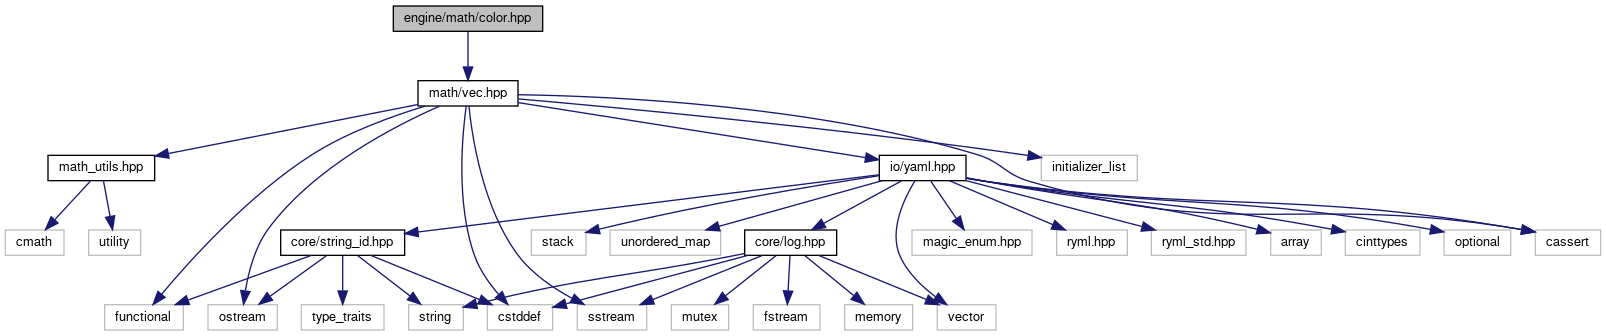 engine/math/color.hpp
math/vec.hpp
math_utils.hpp
io/yaml.hpp
initializer_list
cmath
utility
core/string_id.hpp
stack
unordered_map
core/log.hpp
magic_enum.hpp
ryml.hpp
ryml_std.hpp
array
cinttypes
optional
cassert
functional
ostream
type_traits
string
cstddef
sstream
mutex
fstream
memory
vector